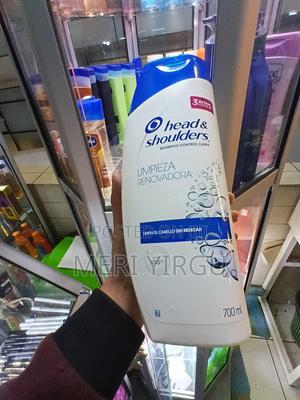 3 Active
head &
shoulders
SHAMPOO CONTROL CASPA
LIMPIEZA
RENOVADORA
POSTED ON
MERI YIRGU
LIMPIA EL CABELLO SIN RESECAR
700 ml